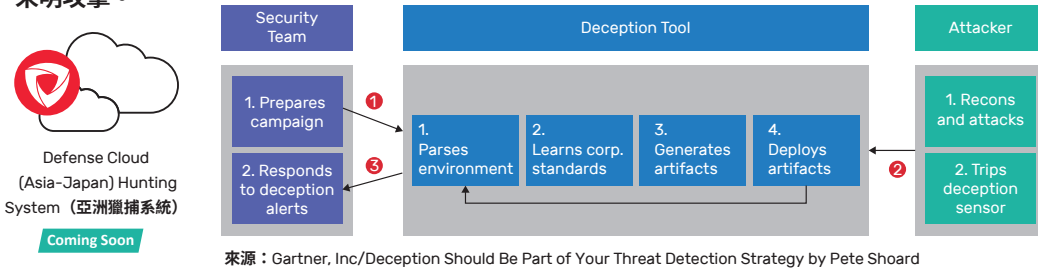 Defense Cloud
(Asia-Japan) Hunting
System（亞洲獵捕系統）
Coming Soon
Security
Team
Deception Tool
Attacker
1. Prepares
campaign
2. Responds
to deception
alerts
1
3
1.
Parses
environment
2.
Learns corp.
standards
3.
Generates
artifacts
4.
Deploys
artifacts
2
1. Recons
and attacks
2. Trips
deception
sensor
來源：Gartner, Inc/Deception Should Be Part of Your Threat Detection Strategy by Pete Shoard